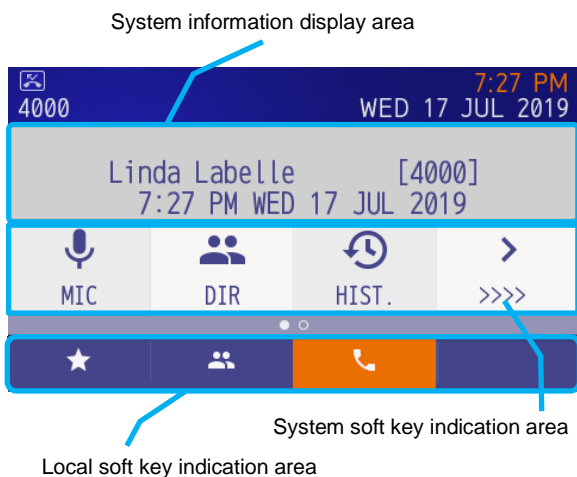 System information display area
7:27 PM
4000 WED 17 JUL 2019
Linda Labelle [4000]
7:27 PM WED 17 JUL 2019
MIC DIR HIST. >>>>
System soft key indication area
Local soft key indication area